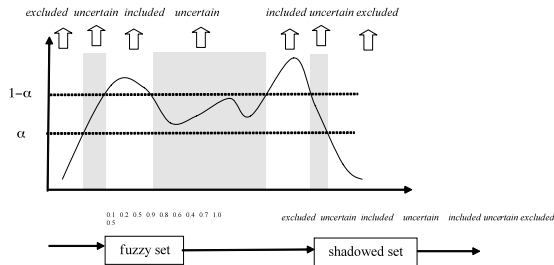 excluded uncertain included uncertain included uncertain excluded
1−α
α
0.1 0.2 0.5 0.9 0.8 0.6 0.4 0.7 1.0
0.5
excluded uncertain included uncertain included uncertain excluded
fuzzy set
shadowed set